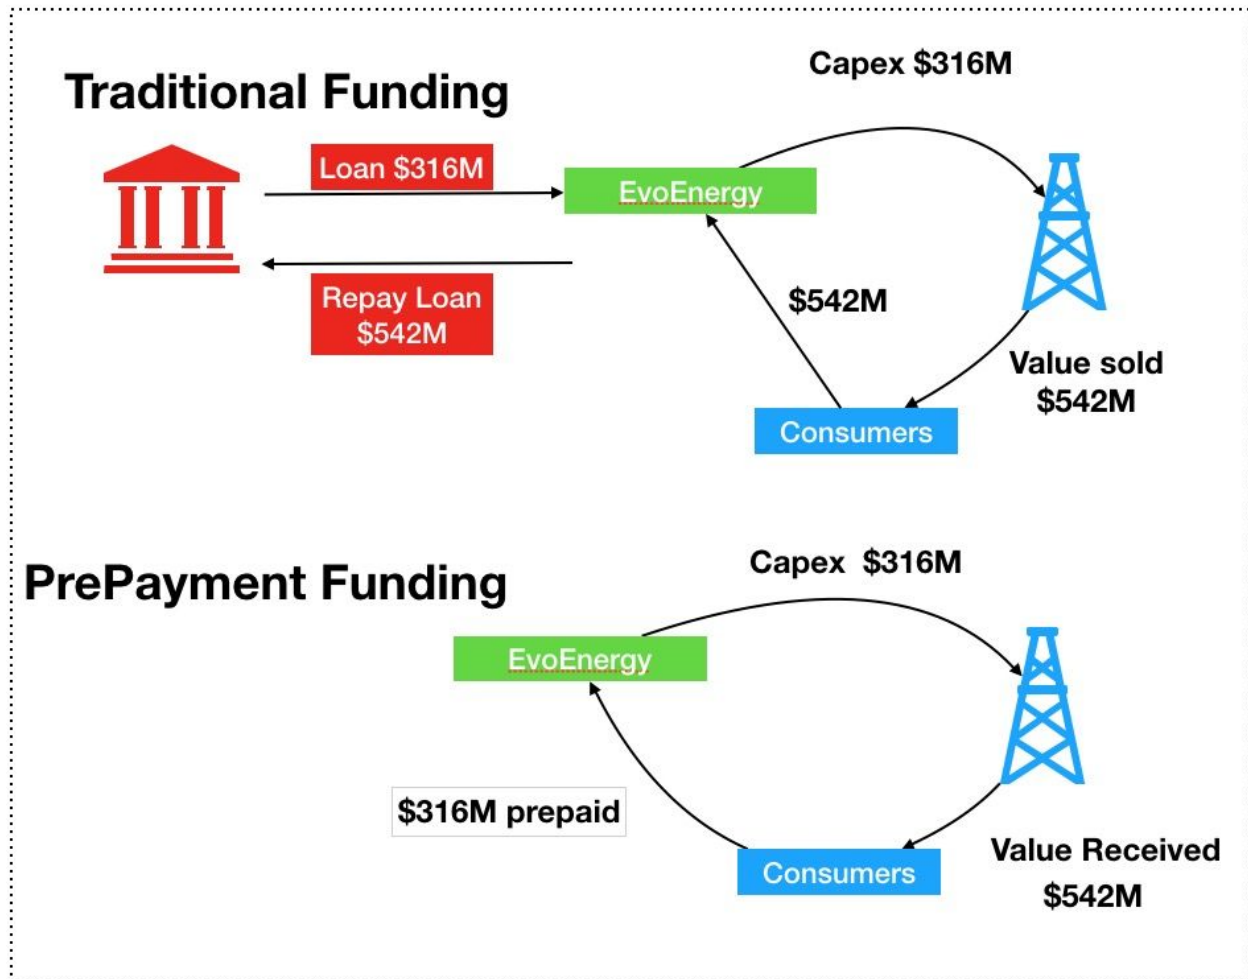 Traditional Funding
Capex $316M
Loan $316M
EvoEnergy
Repay Loan
$542M
$542M
Value sold
$542M
Consumers
PrePayment Funding
Capex  $316M
EvoEnergy
$316M prepaid
Consumers
Value Received
$542M